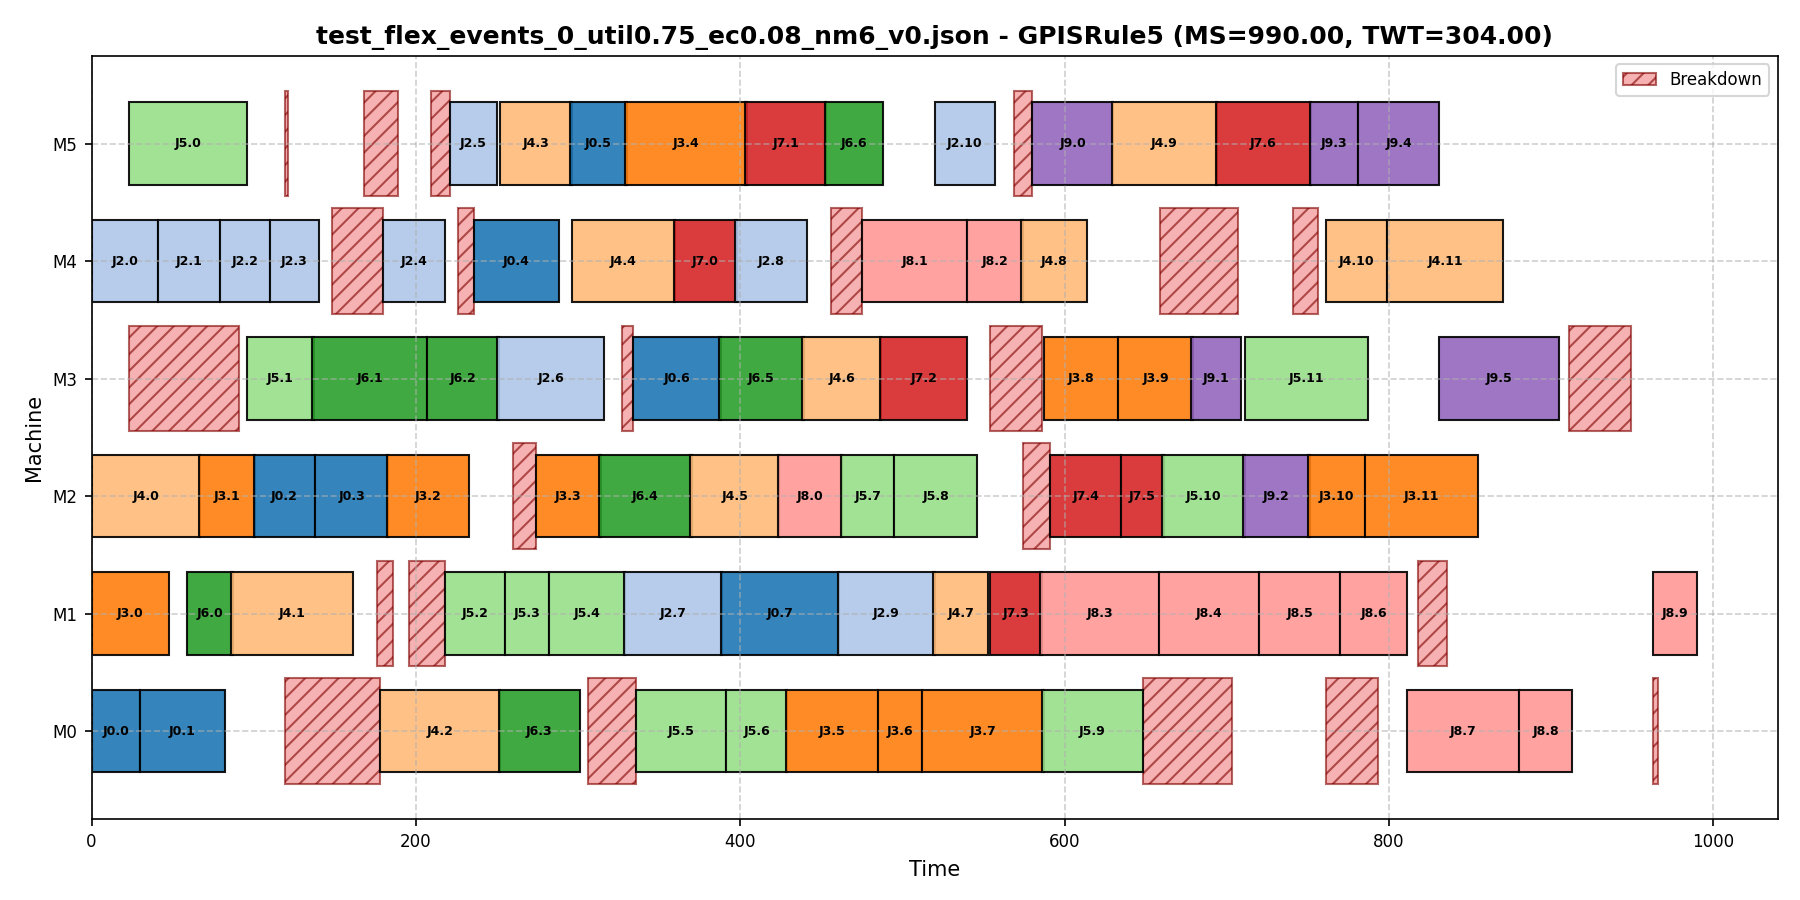 test_flex_events_0_util0.75_ec0.08_nm6_v0.json - GPISRule5 (MS=990.00, TWT=304.00)
Breakdown
M5
J5.0 J2.5 J4.3 J0.5 J3.4 J7.1 J6.6 J2.10 J9.0 J4.9 J7.6 J9.3 J9.4
M4
J2.0 J2.1 J2.2 J2.3 J2.4 J0.4 J4.4 J7.0 J2.8 J8.1 J8.2 J4.8 J4.10 J4.11
M3
J5.1 J6.1 J6.2 J2.6 J0.6 J6.5 J4.6 J7.2 J3.8 J3.9 J9.1 J5.11 J9.5
M2
J4.0 J3.1 J0.2 J0.3 J3.2 J3.3 J6.4 J4.5 J8.0 J5.7 J5.8 J7.4 J7.5 J5.10 J9.2 J3.10 J3.11
M1
J3.0 J6.0 J4.1 J5.2 J5.3 J5.4 J2.7 J0.7 J2.9 J4.7 J7.3 J8.3 J8.4 J8.5 J8.6 J8.9
M0
J0.0 J0.1 J4.2 J6.3 J5.5 J5.6 J3.5 J3.6 J3.7 J5.9 J8.7 J8.8
Machine
0 200 400 600 800 1000
Time